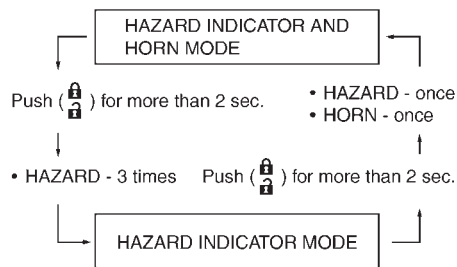 HAZARD INDICATOR AND
HORN MODE
Push ( ) for more than 2 sec.
• HAZARD - once
• HORN - once
• HAZARD - 3 times
Push ( ) for more than 2 sec.
HAZARD INDICATOR MODE